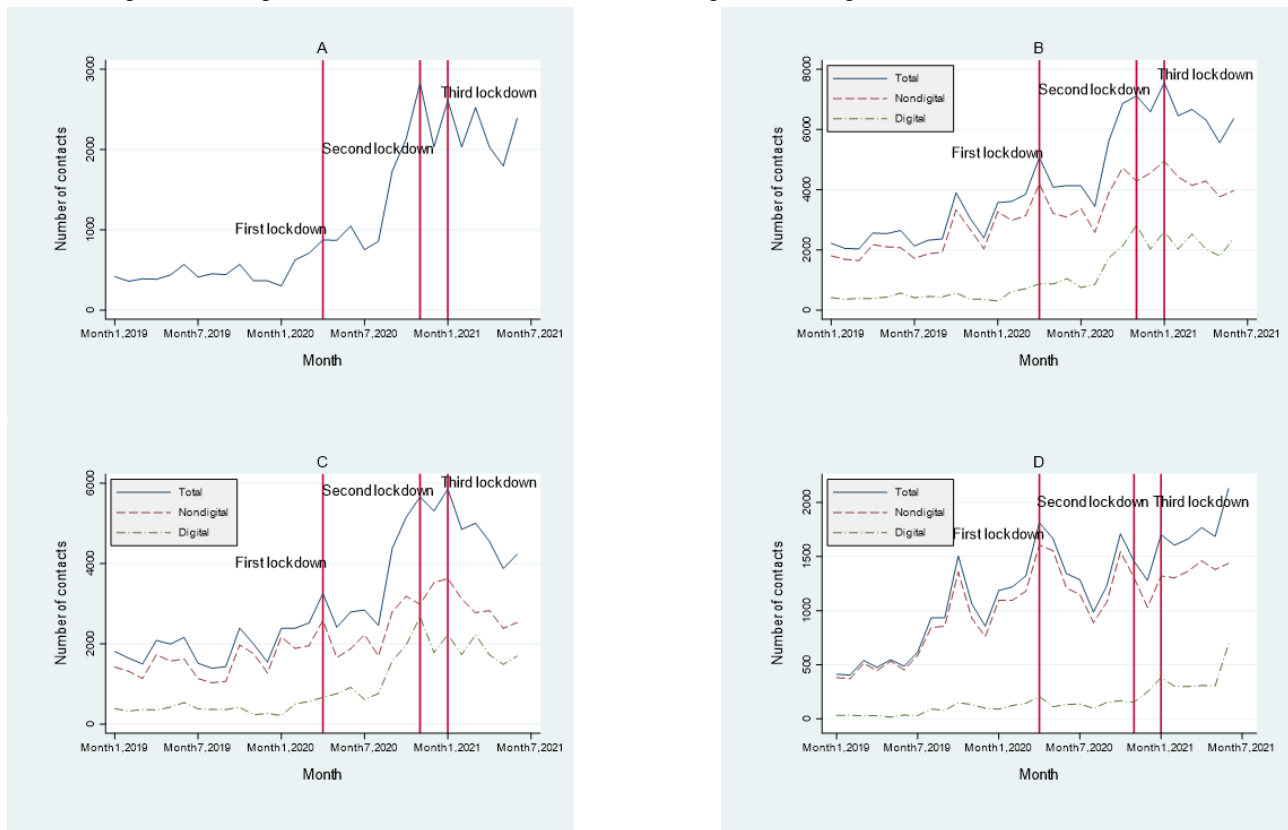 A
Number of contacts
3000
2000
1000
0
First lockdown
Second lockdown
Third lockdown
Month1,2019
Month7,2019
Month1,2020
Month7,2020
Month1,2021
Month7,2021
Month
B
Total
Nondigital
Digital
Number of contacts
8000
6000
4000
2000
0
First lockdown
Second lockdown
Third lockdown
Month1,2019
Month7,2019
Month1,2020
Month7,2020
Month1,2021
Month7,2021
Month
C
Total
Nondigital
Digital
Number of contacts
6000
4000
2000
0
First lockdown
Second lockdown
Third lockdown
Month1,2019
Month7,2019
Month1,2020
Month7,2020
Month1,2021
Month7,2021
Month
D
Total
Nondigital
Digital
Number of contacts
2000
1500
1000
500
0
First lockdown
Second lockdown
Third lockdown
Month1,2019
Month7,2019
Month1,2020
Month7,2020
Month1,2021
Month7,2021
Month